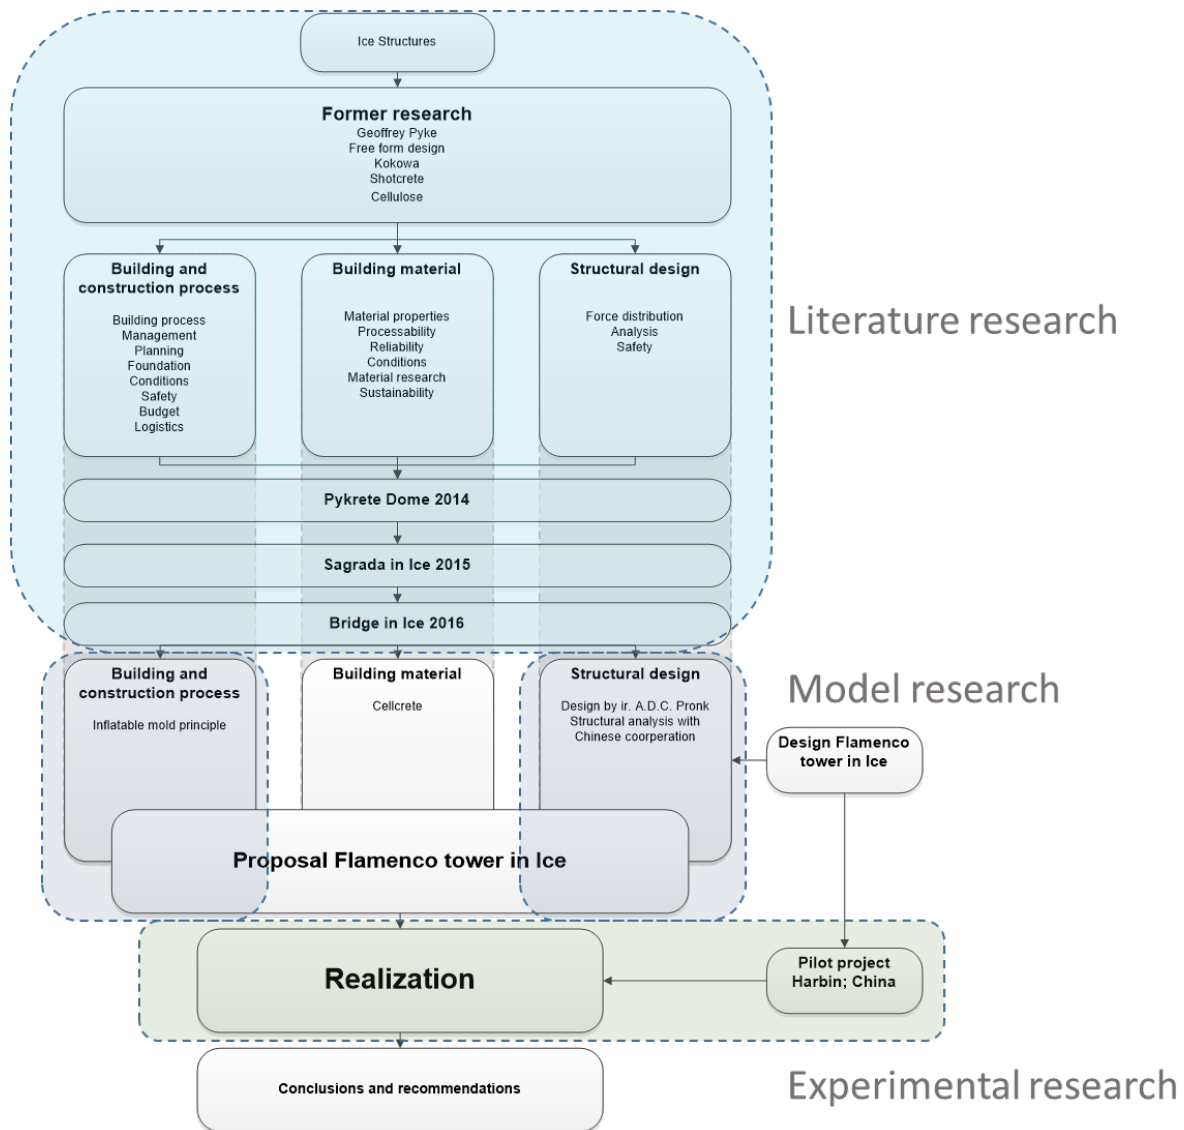 Ice Structures
Former research
Geoffrey Pyke
Free form design
Kokowa
Shotcrete
Cellulose
Building and
construction process
Building process
Management
Planning
Foundation
Conditions
Safety
Budget
Logistics
Building material
Material properties
Processability
Reliability
Conditions
Material research
Sustainability
Structural design
Force distribution
Analysis
Safety
Literature research
Pykrete Dome 2014
Sagrada in Ice 2015
Bridge in Ice 2016
Building and
construction process
Inflatable mold principle
Building material
Cellcrete
Structural design
Design by ir. A.D.C. Pronk
Structural analysis with
Chinese coorperation
Model research
Design Flamenco
tower in Ice
Proposal Flamenco tower in Ice
Realization
Pilot project
Harbin; China
Conclusions and recommendations
Experimental research